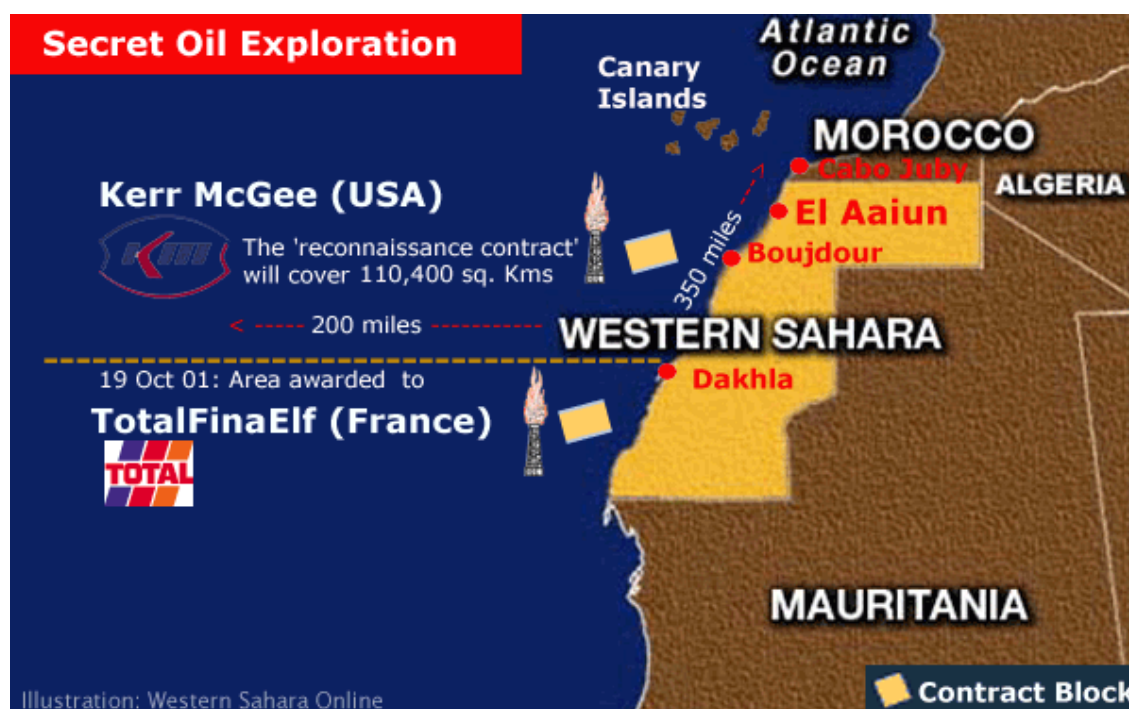 Secret Oil Exploration
Atlantic
Ocean
Canary
Islands
MOROCCO
Cabo Juby
ALGERIA
Kerr McGee (USA)
KM
The 'reconnaissance contract'
will cover 110,400 sq. Kms
El Aaiun
Boujdour
350 miles
< ----- 200 miles -----------
WESTERN SAHARA
19 Oct 01: Area awarded to
Dakhla
TotalFinaElf (France)
TOTAL
MAURITANIA
Illustration: Western Sahara Online
Contract Block